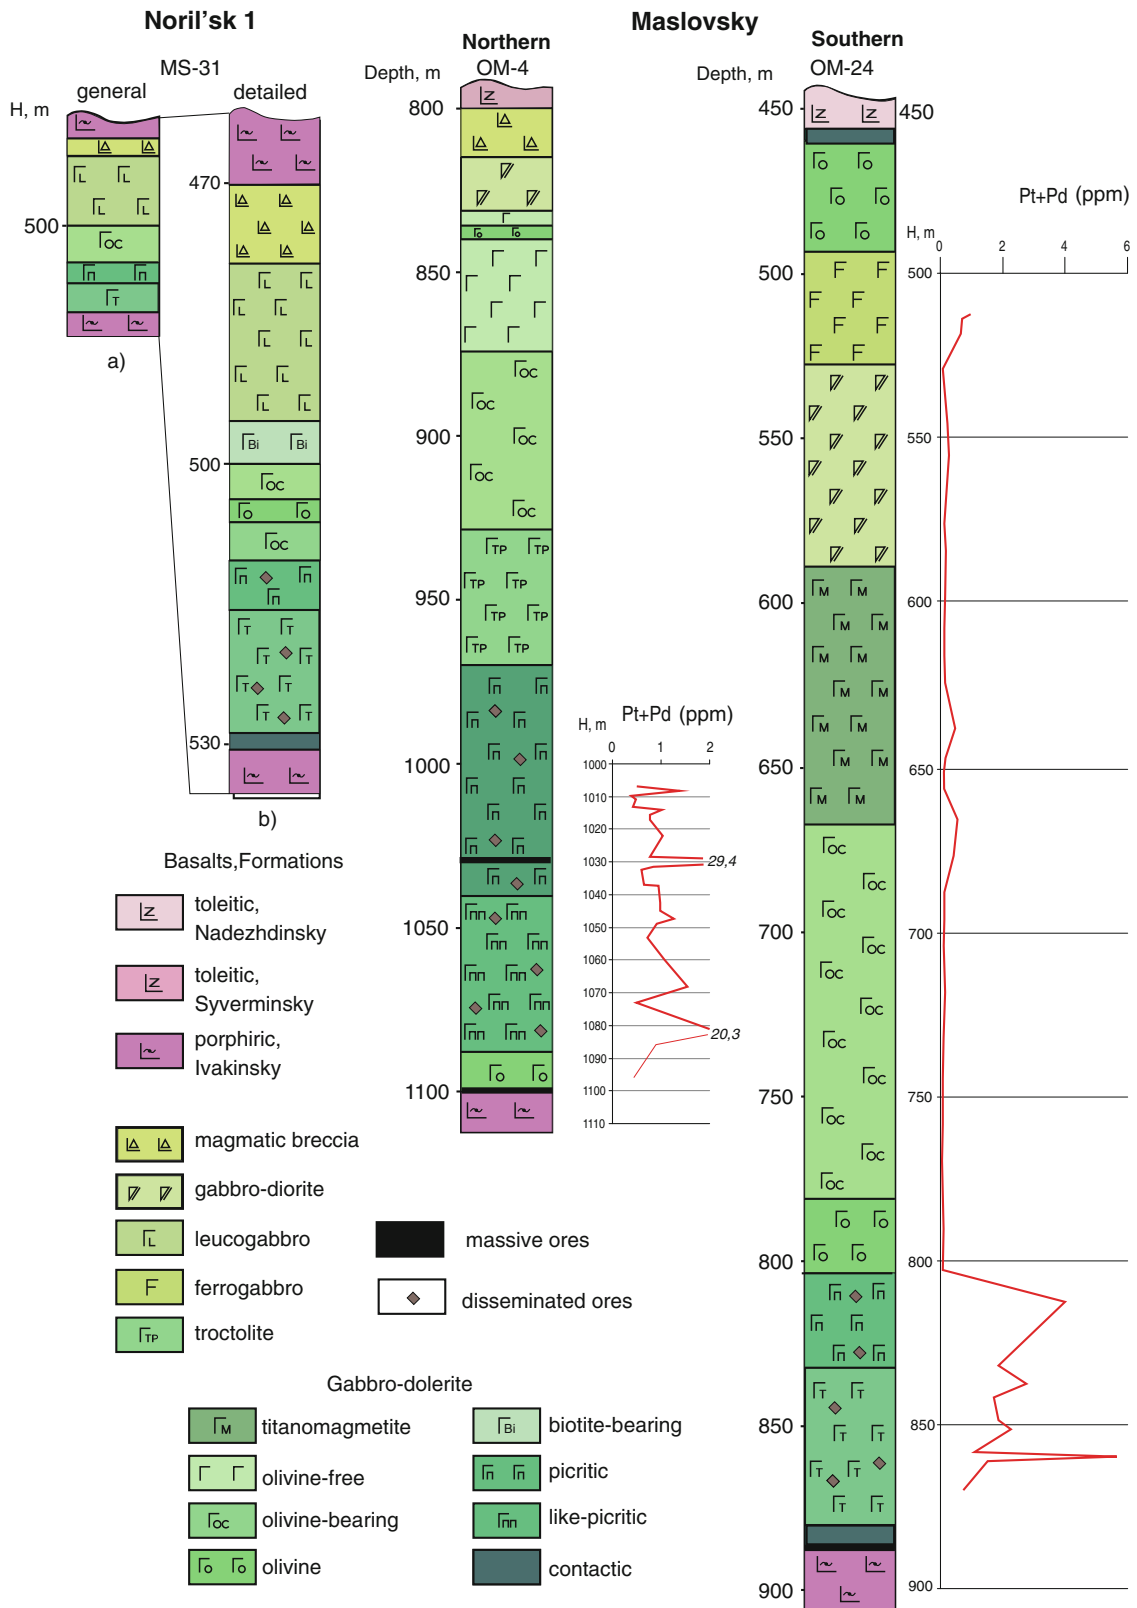 Noril'sk 1
Maslovsky
MS-31
general
detailed
H, m
500
a)
470
500
530
b)
Northern
OM-4
Depth, m
800
850
900
950
1000
1050
1100
Southern
OM-24
Depth, m
450
450
500
550
600
650
700
750
800
850
900
Pt+Pd (ppm)
H, m
0 1 2
1000
1010
1020
1030
1040
1050
1060
1070
1080
1090
1100
1110
29,4
20,3
Pt+Pd (ppm)
H, m
0 2 4 6
500
550
600
650
700
750
800
850
900
Basalts,Formations
toleitic,
Nadezhdinsky
toleitic,
Syverminsky
porphiric,
Ivakinsky
magmatic breccia
gabbro-diorite
L
leucogabbro
F
ferrogabbro
TP
troctolite
massive ores
disseminated ores
Gabbro-dolerite
M
titanomagmetite
olivine-free
OC
olivine-bearing
olivine
Bi
biotite-bearing
picritic
like-picritic
contactic